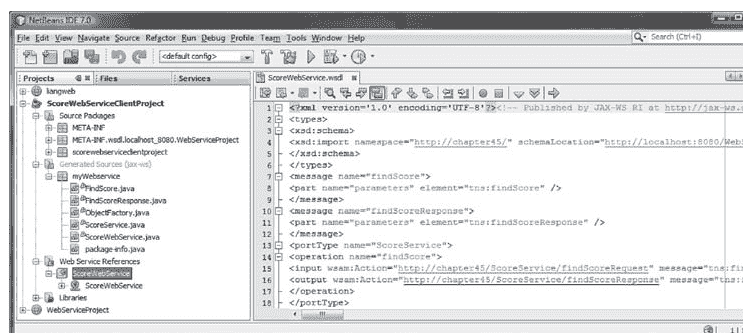 NetBeans IDE 7.0
File Edit View Navigate Source Refactor Run Debug Profile Team Tools Window Help
Search (Ctrl+I)
<default config>
Projects Files Services
ScoreWebService.wsdl
langweb
ScoreWebServiceClientProject
Source Packages
META-INF
META-INF.wsdl.localhost_8080.WebServiceProject
scorewebserviceclientproject
Generated Sources (jax-ws)
myWebservice
FindScore.java
FindScoreResponse.java
ObjectFactory.java
ScoreService.java
ScoreWebService.java
package-info.java
Web Service References
ScoreWebService
ScoreWebService
Libraries
WebServiceProject
1 <?xml version='1.0' encoding='UTF-8'?><!-- Published by JAX-WS RI at http://jax-ws.
2 <types>
3 <xsd:schema>
4 <xsd:import namespace="http://chapter45/" schemaLocation="http://localhost:8080/Web
5 </xsd:schema>
6 </types>
7 <message name="findScore">
8 <part name="parameters" element="tns:findScore" />
9 </message>
10 <message name="findScoreResponse">
11 <part name="parameters" element="tns:findScoreResponse" />
12 </message>
13 <portType name="ScoreService">
14 <operation name="findScore">
15 <input wsam:Action="http://chapter45/ScoreService/findScoreRequest" message="tns:fi
16 <output wsam:Action="http://chapter45/ScoreService/findScoreResponse" message="tns:
17 </operation>
18 </portType>